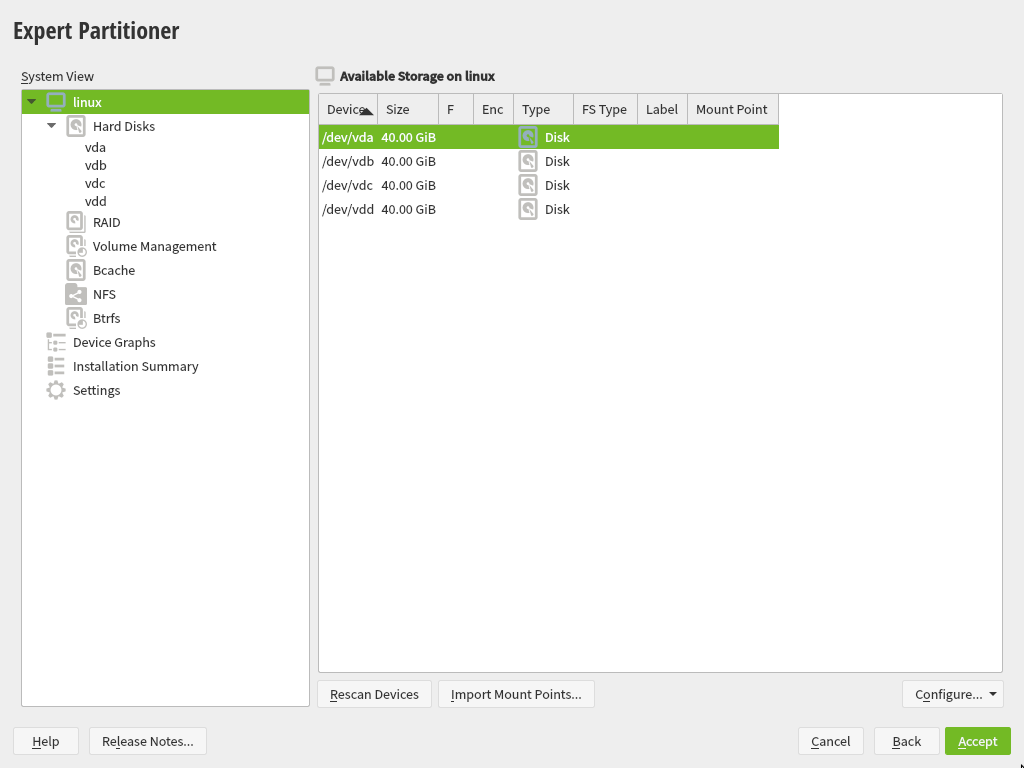 Expert Partitioner
System View
linux
Hard Disks
vda
vdb
vdc
vdd
RAID
Volume Management
Bcache
NFS
Btrfs
Device Graphs
Installation Summary
Settings
Available Storage on linux
Device Size F Enc Type FS Type Label Mount Point
/dev/vda 40.00 GiB Disk
/dev/vdb 40.00 GiB Disk
/dev/vdc 40.00 GiB Disk
/dev/vdd 40.00 GiB Disk
Rescan Devices Import Mount Points... Configure...
Help Release Notes... Cancel Back Accept